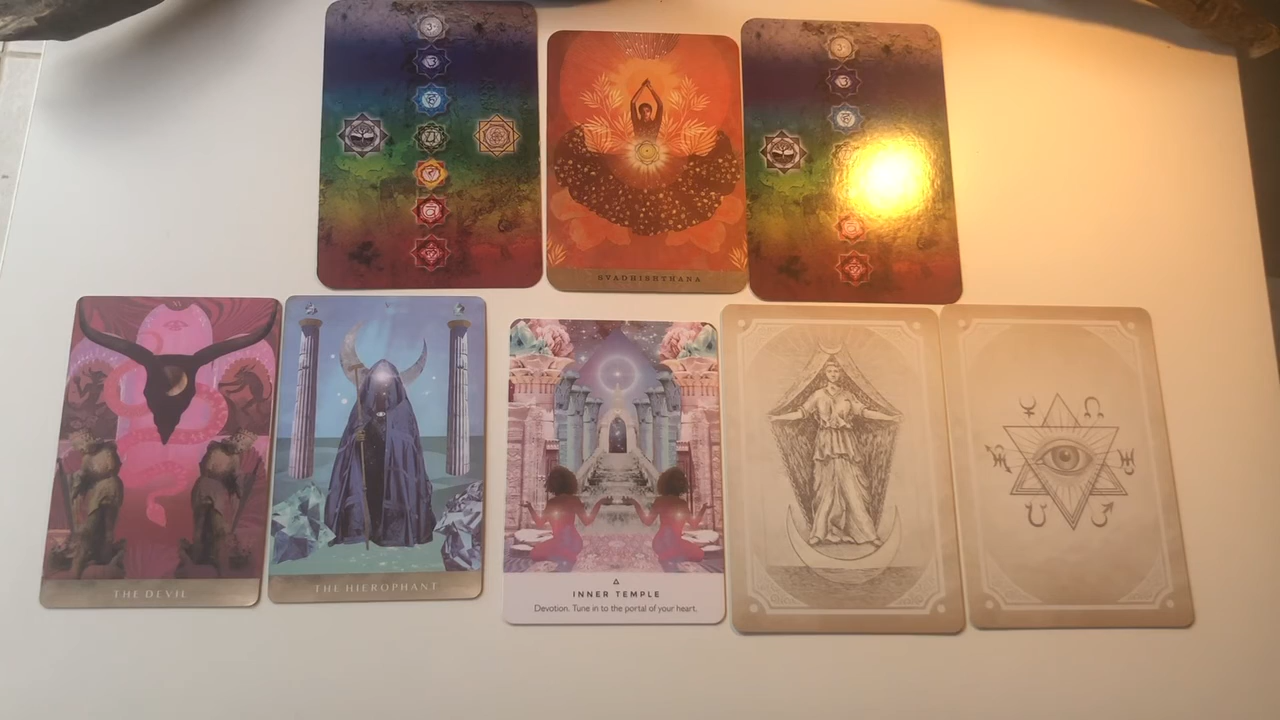 SVADHISHTHANA
THE DEVIL
V
THE HIEROPHANT
INNER TEMPLE
Devotion. Tune in to the portal of your heart.